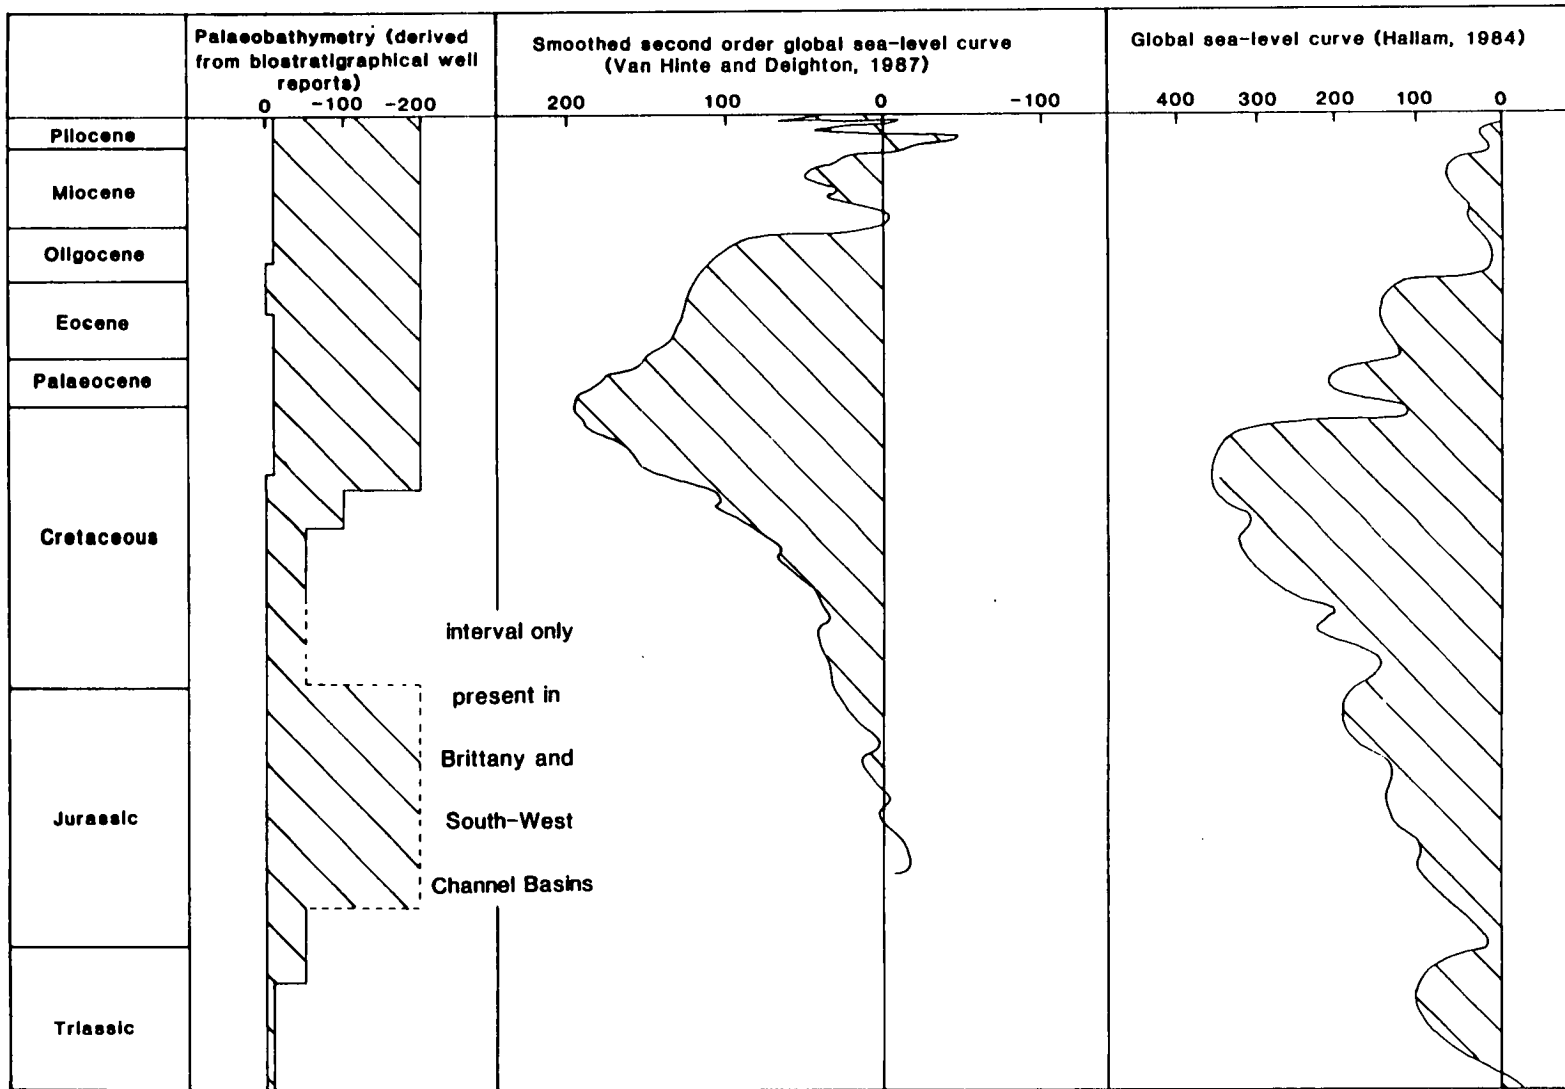 Palaeobathymetry (derived
from biostratigraphical well
reports)
0 -100 -200
Smoothed second order global sea-level curve
(Van Hinte and Deighton, 1987)
200 100 0 -100
Global sea-level curve (Hallam, 1984)
400 300 200 100 0
Pliocene
Miocene
Oligocene
Eocene
Palaeocene
Cretaceous
Jurassic
Triassic
interval only
present in
Brittany and
South-West
Channel Basins